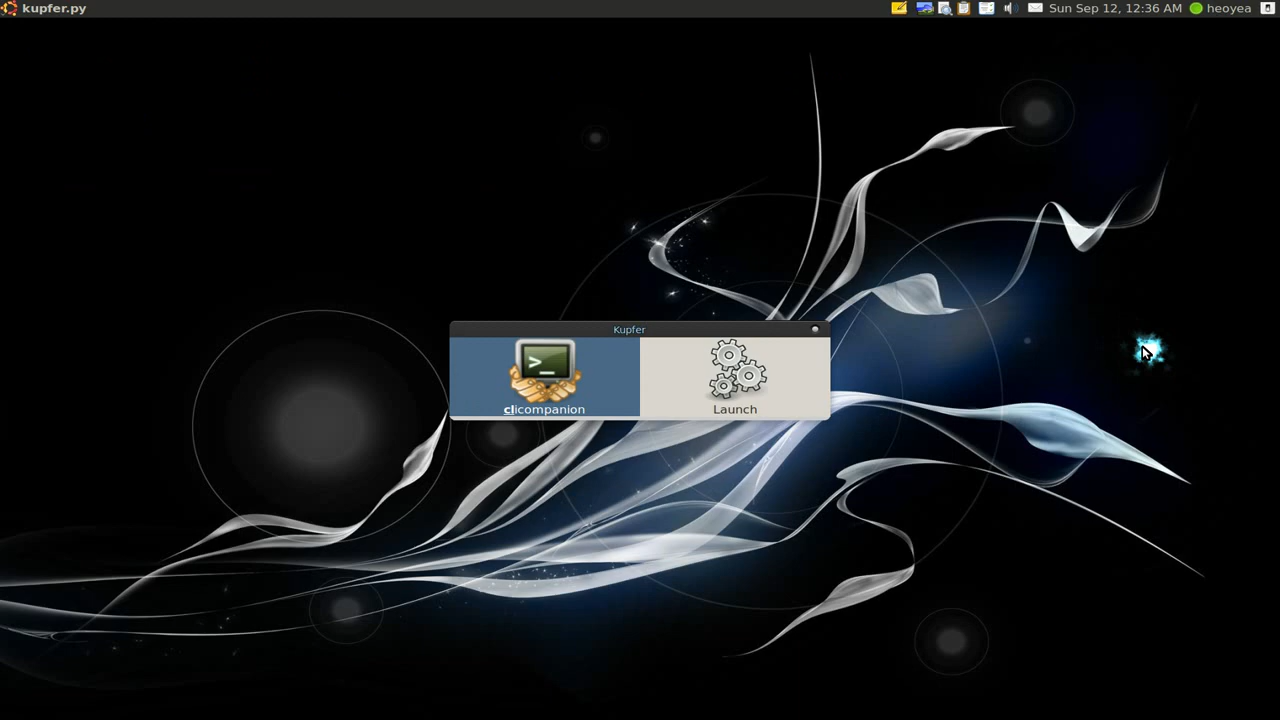 kupfer.py
Sun Sep 12, 12:36 AM heoyea
Kupfer
>_
clicompanion
Launch